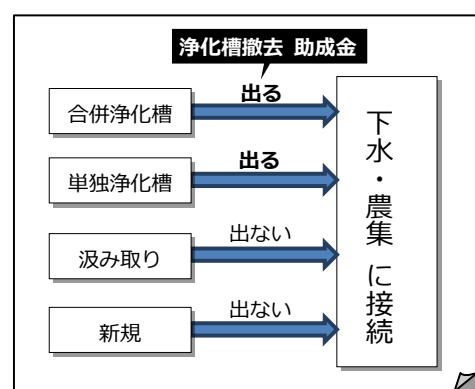 浄化槽撤去 助成金
合併浄化槽
出る
単独浄化槽
出る
汲み取り
出ない
新規
出ない
下水・農集に接続